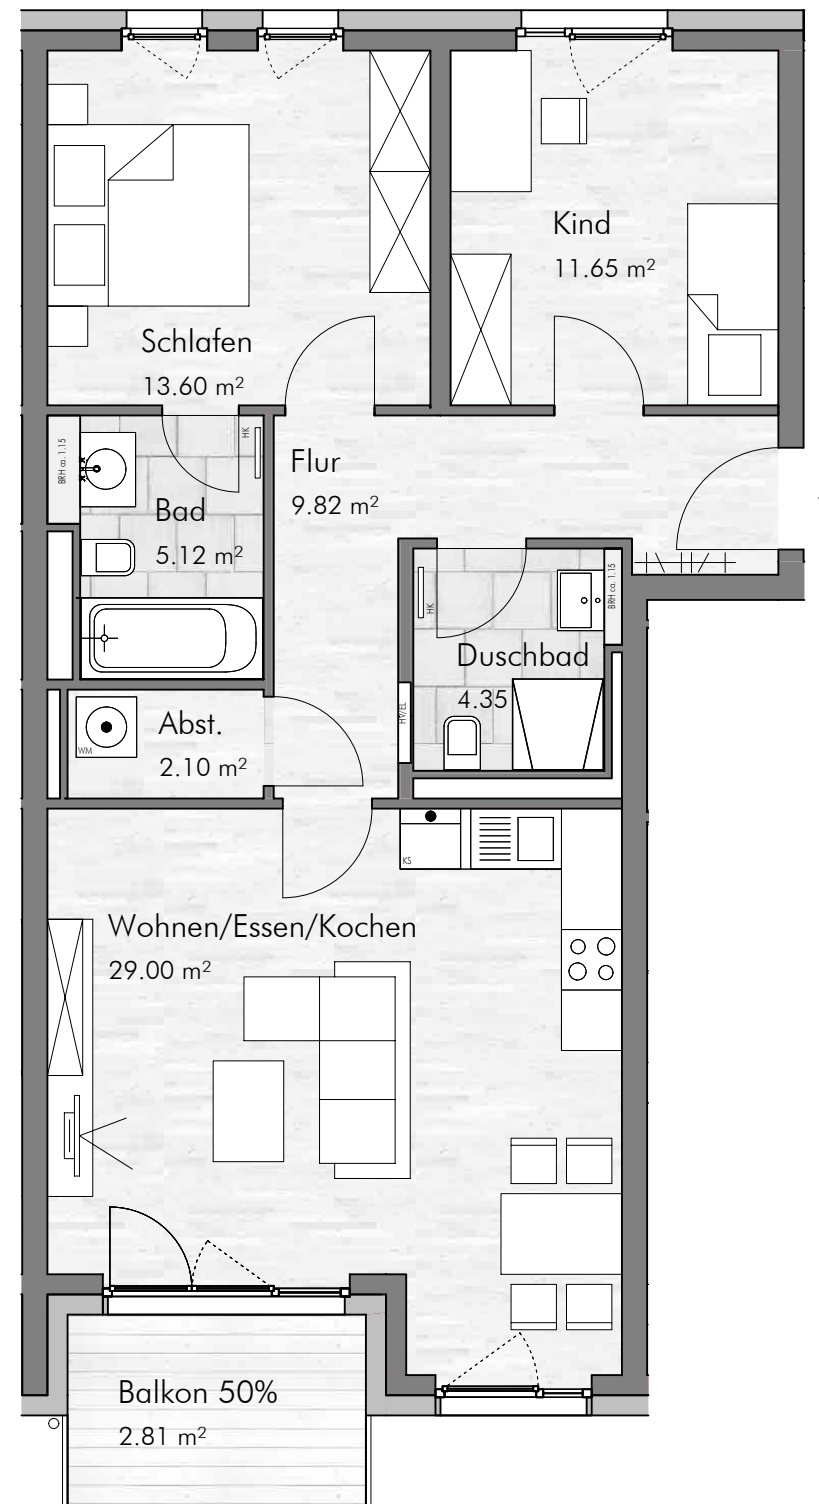 Kind
11.65 m²
Schlafen
13.60 m²
HK
BRH ca. 1.15
Flur
9.82 m²
Bad
5.12 m²
BRH ca. 1.15
HK
Duschbad
4.35
HV/EL
Abst.
2.10 m²
WM
KS
Wohnen/Essen/Kochen
29.00 m²
Balkon 50%
2.81 m²